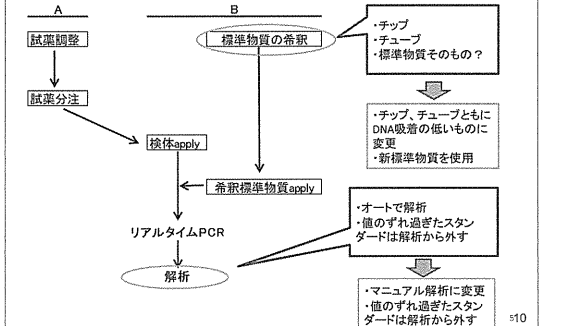 A
B
試薬調整
標準物質の希釈
・チップ
・チューブ
・標準物質そのもの？
試薬分注
・チップ、チューブともに
DNA吸着の低いものに
変更
・新標準物質を使用
検体apply
希釈標準物質apply
・オートで解析
・値のずれ過ぎたスタン
ダードは解析から外す
リアルタイムPCR
解析
・マニュアル解析に変更
・値のずれ過ぎたスタン
ダードは解析から外す
510